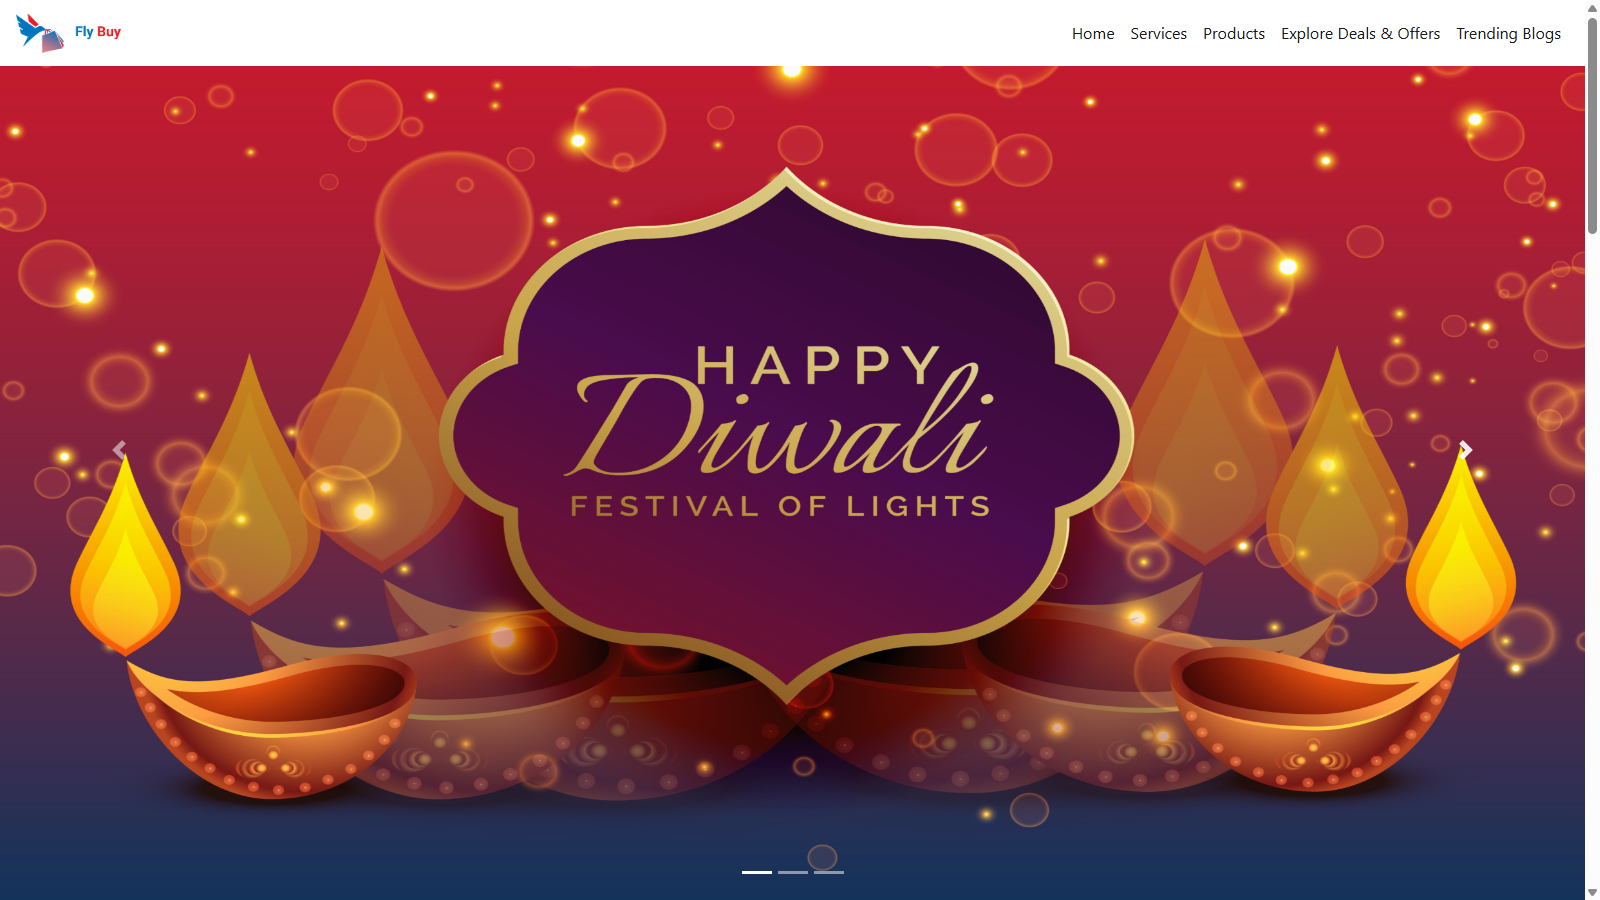 Fly Buy
Home Services Products Explore Deals & Offers Trending Blogs
HAPPY
Diwali
FESTIVAL OF LIGHTS